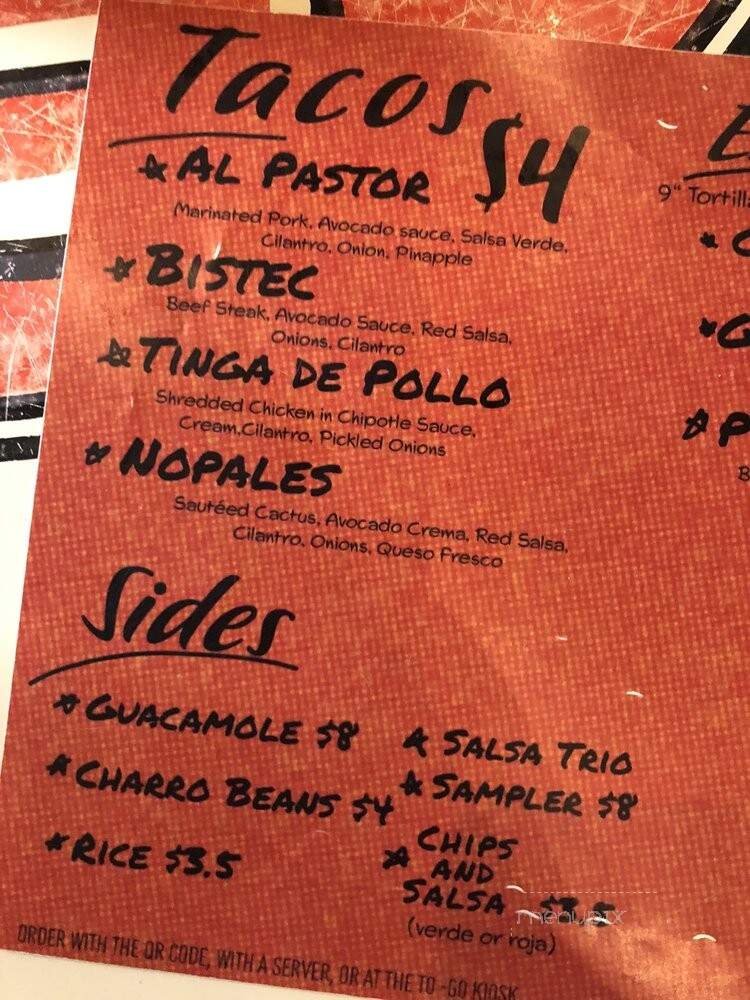 Tacos $4
AL PASTOR
Marinated Pork, Avocado sauce, Salsa Verde,
Cilantro, Onion, Pinapple
BISTEC
Beef Steak, Avocado Sauce, Red Salsa,
Onions, Cilantro
TINGA DE POLLO
Shredded Chicken in Chipotle Sauce,
Cream,Cilantro, Pickled Onions
NOPALES
Sautéed Cactus, Avocado Crema, Red Salsa,
Cilantro, Onions, Queso Fresco
9" Tortill
Sides
GUACAMOLE $8
CHARRO BEANS $4
RICE $3.5
SALSA TRIO
SAMPLER $8
CHIPS
AND
SALSA $3.5
(verde or roja)
menupix
ORDER WITH THE QR CODE, WITH A SERVER, OR AT THE TO-GO KIOSK